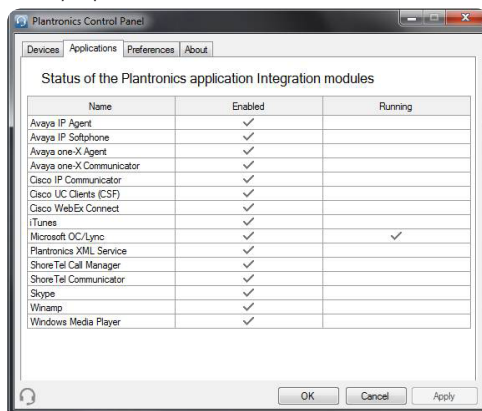 Plantronics Control Panel
Devices Applications Preferences About
Status of the Plantronics application Integration modules
Name Enabled Running
Avaya IP Agent
Avaya IP Softphone
Avaya one-X Agent
Avaya one-X Communicator
Cisco IP Communicator
Cisco UC Clients (CSF)
Cisco WebEx Connect
iTunes
Microsoft OC/Lync
Plantronics XML Service
ShoreTel Call Manager
ShoreTel Communicator
Skype
Winamp
Windows Media Player
OK Cancel Apply